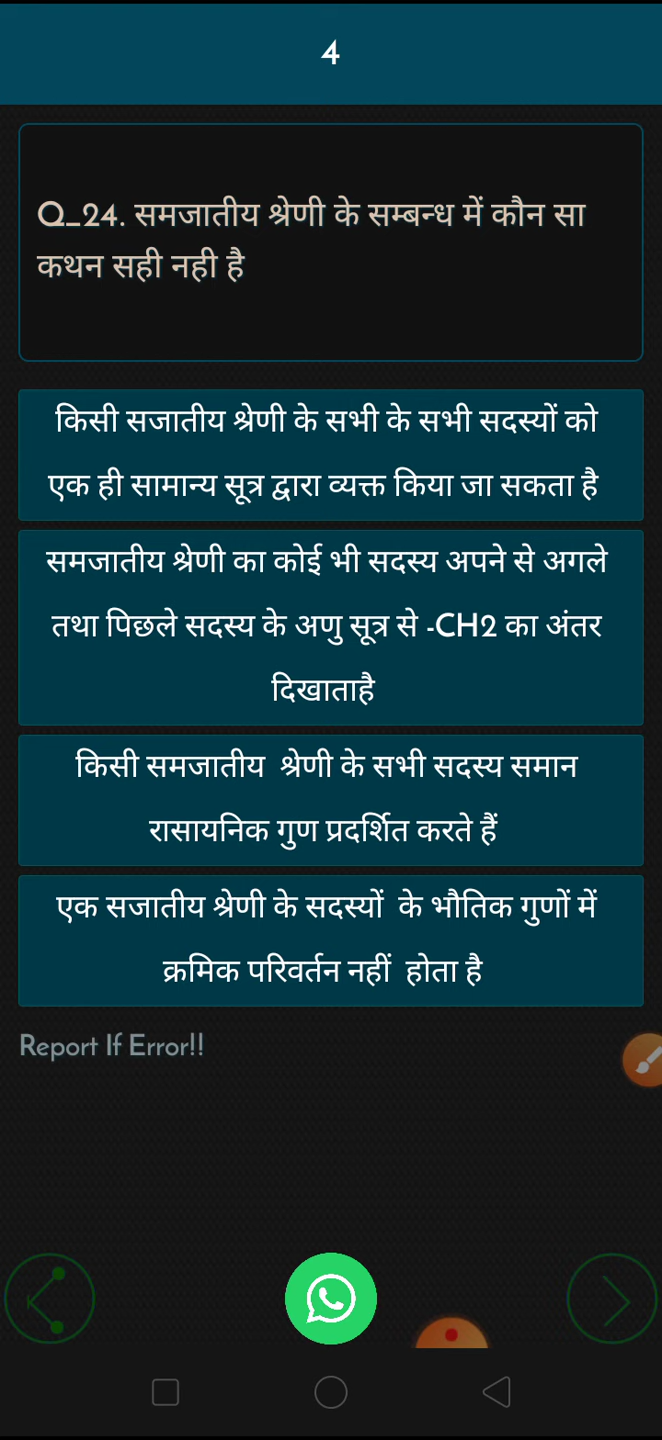 4
Q_24. समजातीय श्रेणी के सम्बन्ध में कौन सा
कथन सही नही है
किसी सजातीय श्रेणी के सभी के सभी सदस्यों को
एक ही सामान्य सूत्र द्वारा व्यक्त किया जा सकता है
समजातीय श्रेणी का कोई भी सदस्य अपने से अगले
तथा पिछले सदस्य के अणु सूत्र से -CH2 का अंतर
दिखाताहै
किसी समजातीय श्रेणी के सभी सदस्य समान
रासायनिक गुण प्रदर्शित करते हैं
एक सजातीय श्रेणी के सदस्यों के भौतिक गुणों में
क्रमिक परिवर्तन नहीं होता है
Report If Error!!